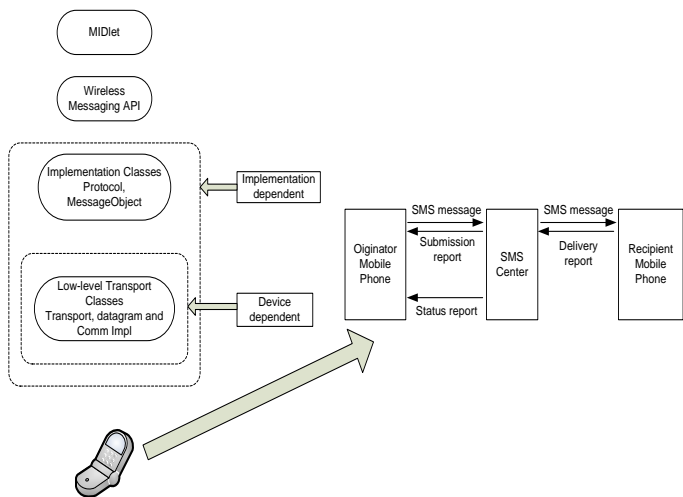 MIDlet
Wireless
Messaging API
Implementation Classes
Protocol,
MessageObject
Implementation
dependent
Low-level Transport
Classes
Transport, datagram and
Comm Impl
Device
dependent
Oiginator
Mobile
Phone
SMS message
Submission
report
Status report
SMS
Center
SMS message
Delivery
report
Recipient
Mobile
Phone